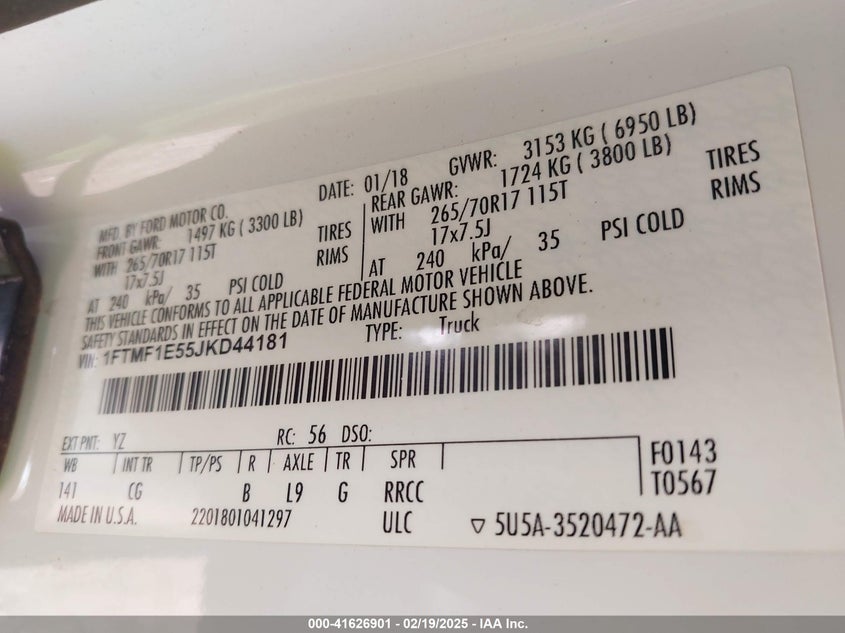 MFD. BY FORD MOTOR CO.
DATE: 01/18 GVWR: 3153 KG ( 6950 LB)
FRONT GAWR: 1497 KG ( 3300 LB)
REAR GAWR: 1724 KG ( 3800 LB)
WITH 265/70R17 115T TIRES
WITH 265/70R17 115T TIRES
17x7.5J RIMS
17x7.5J RIMS
AT 240 kPa/ 35 PSI COLD
AT 240 kPa/ 35 PSI COLD
THIS VEHICLE CONFORMS TO ALL APPLICABLE FEDERAL MOTOR VEHICLE
SAFETY STANDARDS IN EFFECT ON THE DATE OF MANUFACTURE SHOWN ABOVE.
VIN: 1FTMF1E55JKD44181 TYPE: Truck
EXT PNT: YZ RC: 56 DSO:
WB INT TR TP/PS R AXLE TR SPR F0143
141 CG B L9 G RRCC T0567
MADE IN U.S.A. 2201801041297 ULC ▽ 5U5A-3520472-AA
000-41626901 - 02/19/2025 - IAA Inc.